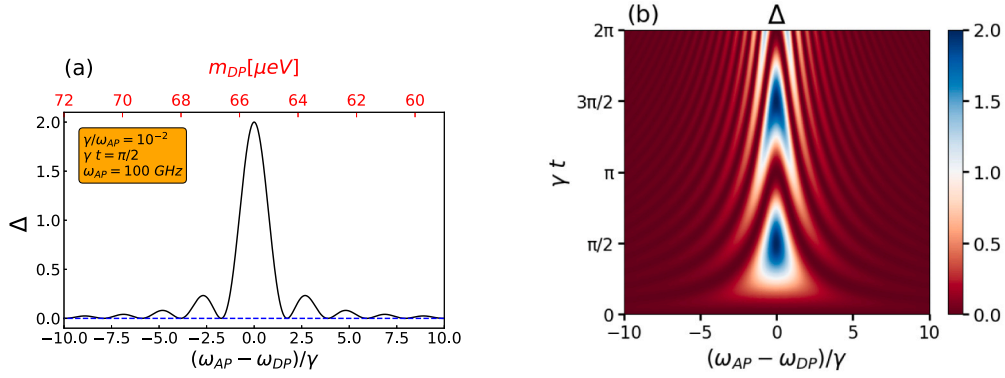 (a)
m_DP[μeV]
72 70 68 66 64 62 60
γ/ω_AP = 10⁻²
γ t = π/2
ω_AP = 100 GHz
Δ
2.0
1.5
1.0
0.5
0.0
−10.0 −7.5 −5.0 −2.5 0.0 2.5 5.0 7.5 10.0
(ω_AP − ω_DP)/γ
(b)
Δ
γ t
2π
3π/2
π
π/2
0
−10 −5 0 5 10
(ω_AP − ω_DP)/γ
2.0
1.5
1.0
0.5
0.0